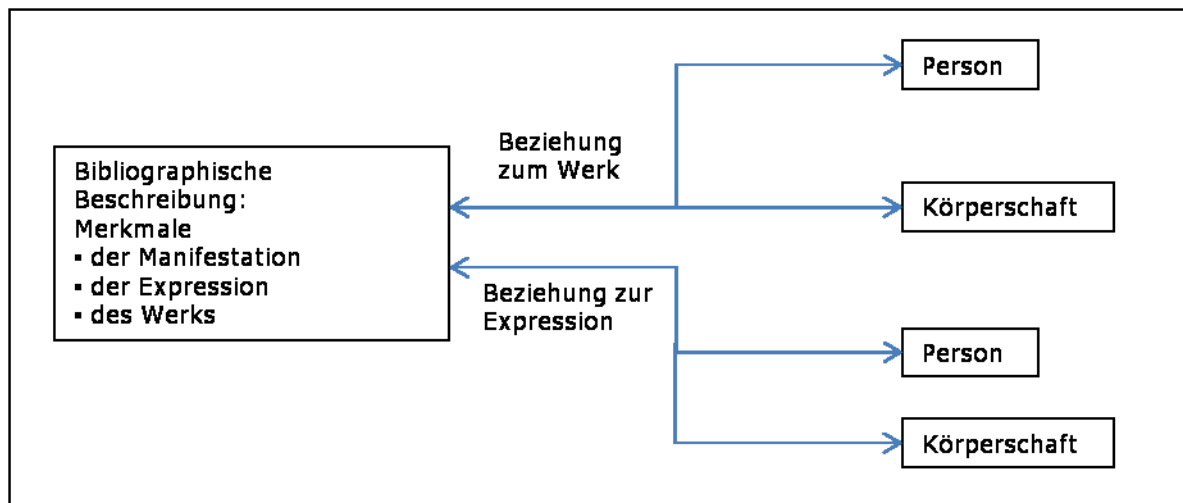 Person
Beziehung
zum Werk
Bibliographische
Beschreibung:
Merkmale
▪ der Manifestation
▪ der Expression
▪ des Werks
Körperschaft
Beziehung zur
Expression
Person
Körperschaft